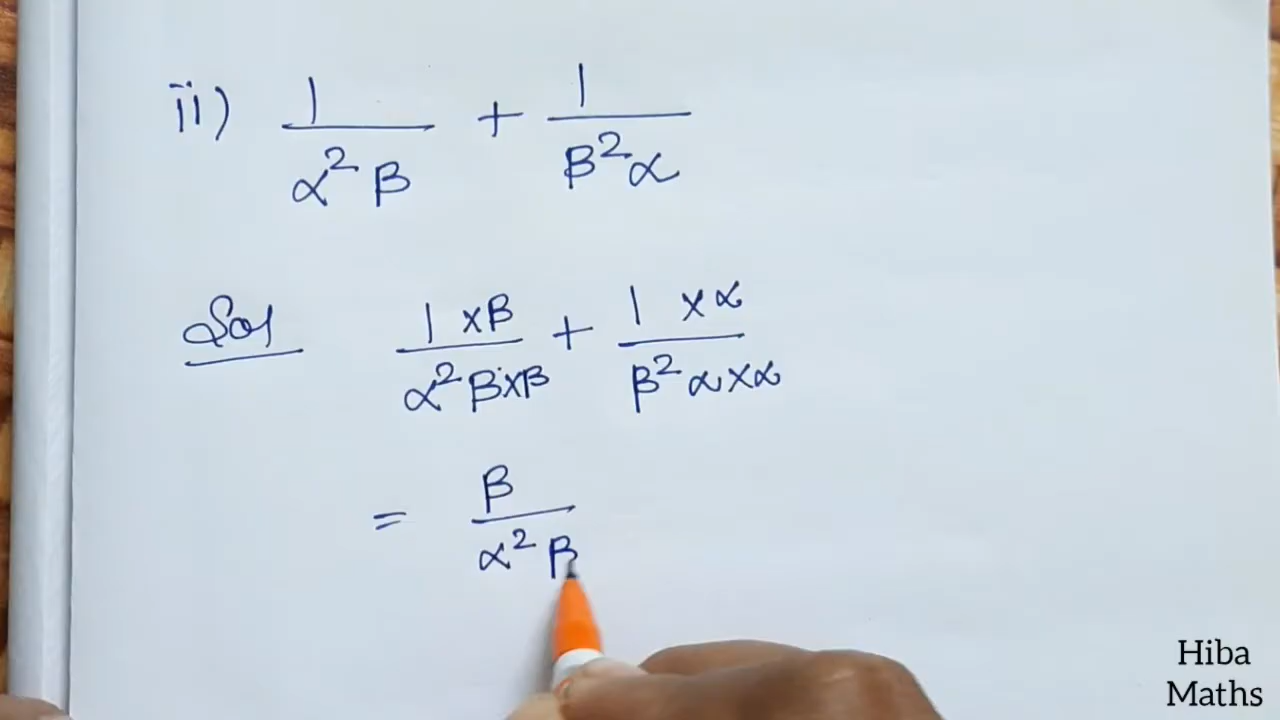 ii) 1/α²β + 1/β²α
Sol 1×β/α²β×β + 1×α/β²α×α
= β/α²β
Hiba
Maths